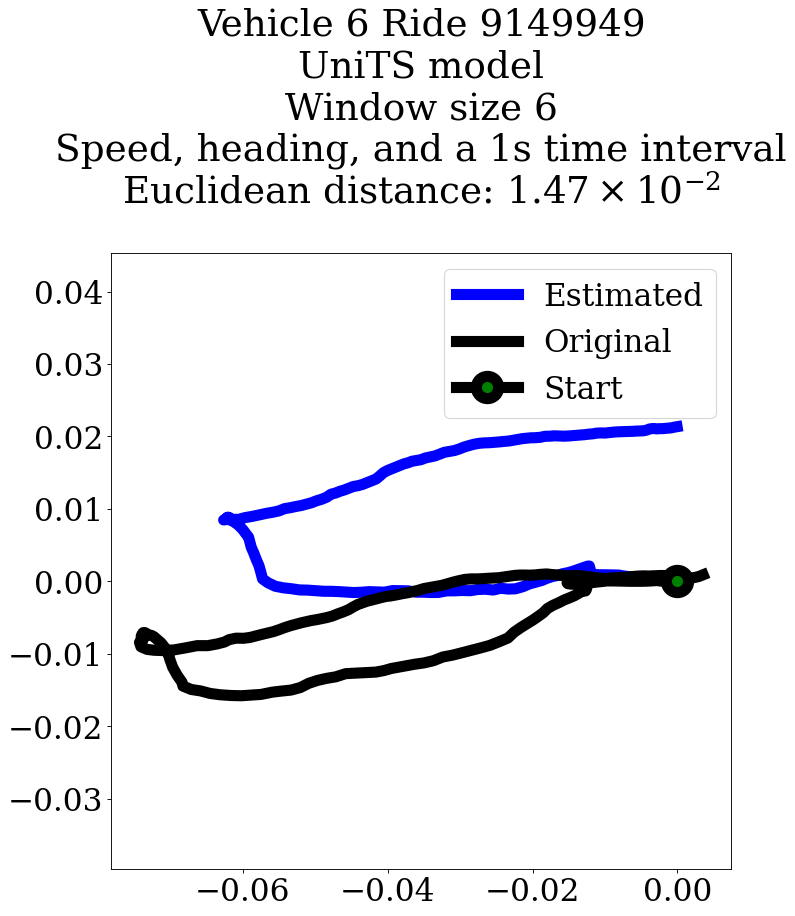 Vehicle 6 Ride 9149949
UniTS model
Window size 6
Speed, heading, and a 1s time interval
Euclidean distance: 1.47 × 10⁻²
Estimated
Original
Start
0.04
0.03
0.02
0.01
0.00
−0.01
−0.02
−0.03
−0.06
−0.04
−0.02
0.00